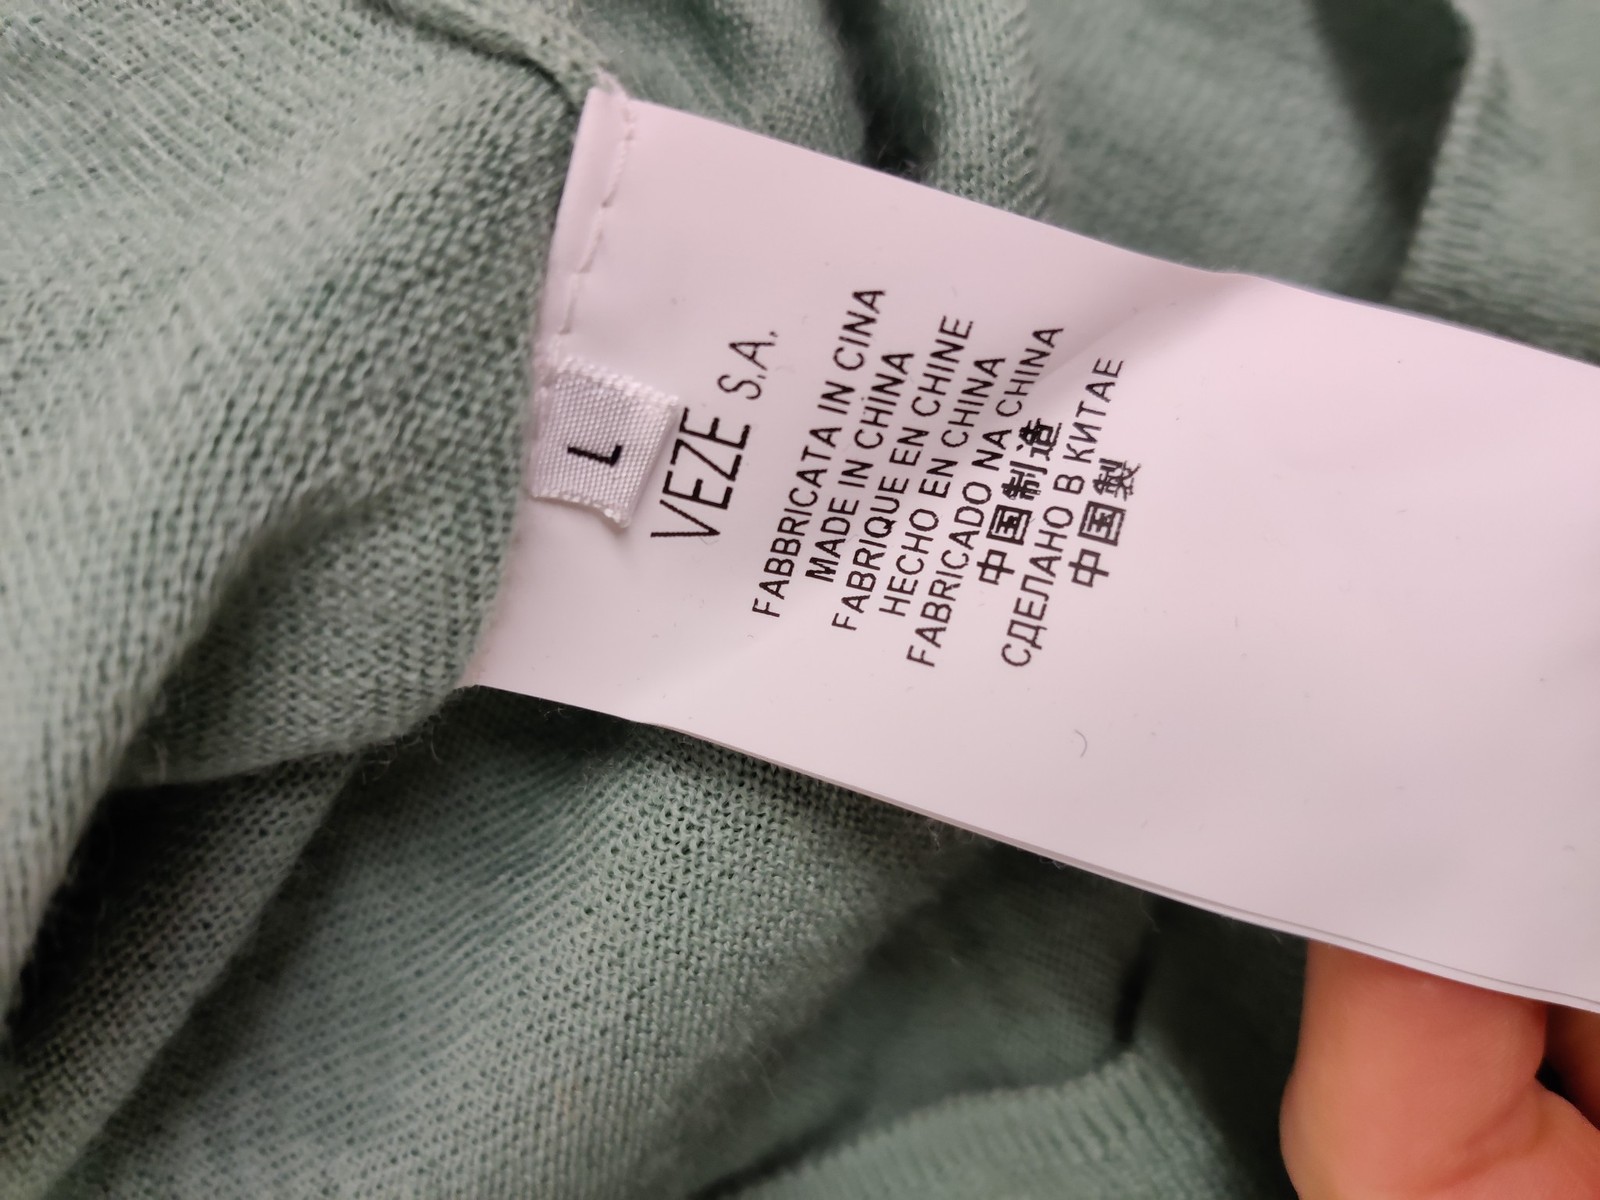 L
VEZE S.A.
FABBRICATA IN CINA
MADE IN CHINA
FABRIQUE EN CHINE
HECHO EN CHINA
FABRICADO NA CHINA
中国制造
СДЕЛАНО В КИТАЕ
中国製